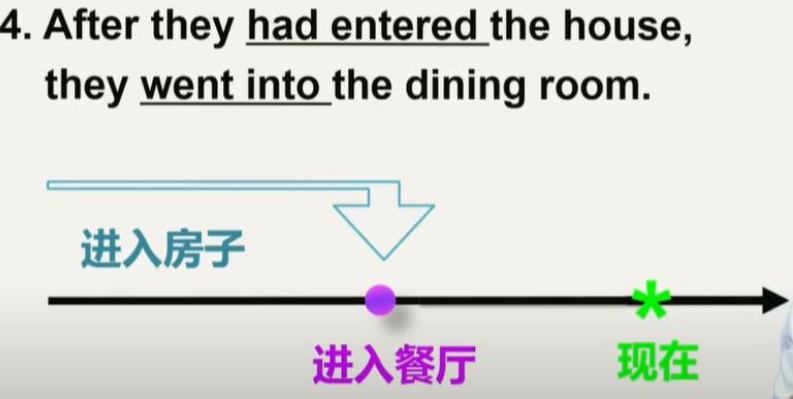 4. After they had entered the house,
they went into the dining room.
进入房子
进入餐厅
现在